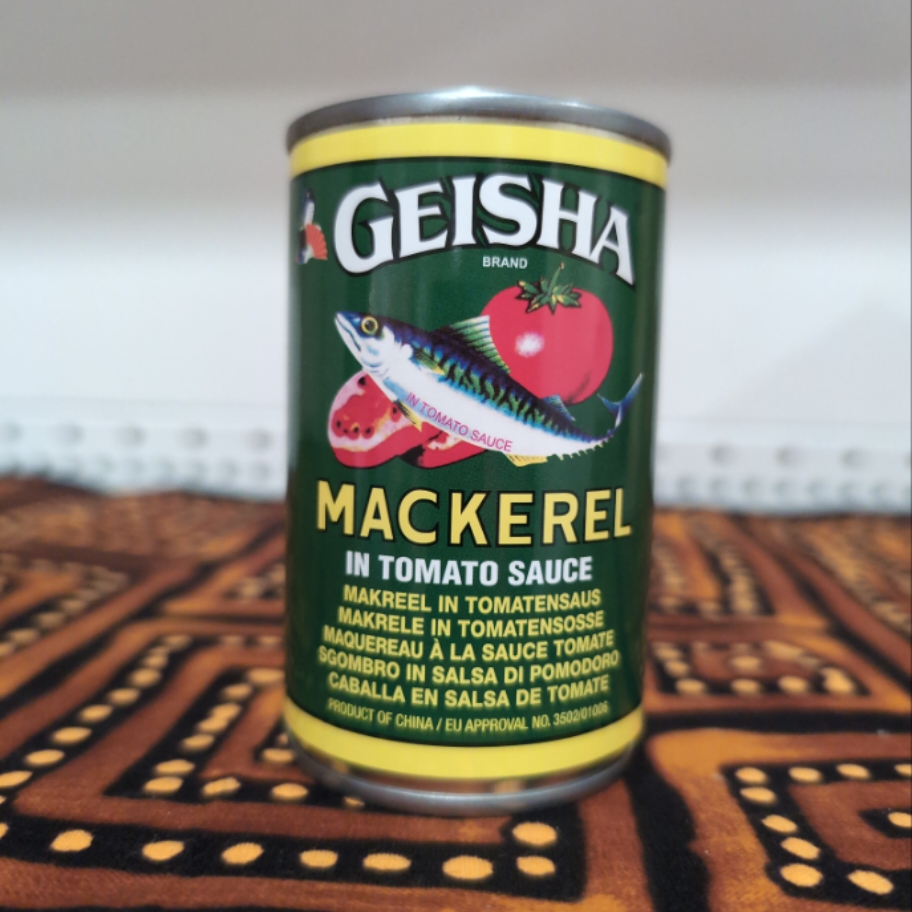 GEISHA
BRAND
IN TOMATO SAUCE
MACKEREL
IN TOMATO SAUCE
MAKREEL IN TOMATENSAUS
MAKRELE IN TOMATENSOSSE
MAQUEREAU À LA SAUCE TOMATE
SGOMBRO IN SALSA DI POMODORO
CABALLA EN SALSA DE TOMATE
PRODUCT OF CHINA / EU APPROVAL NO. 3502/01006